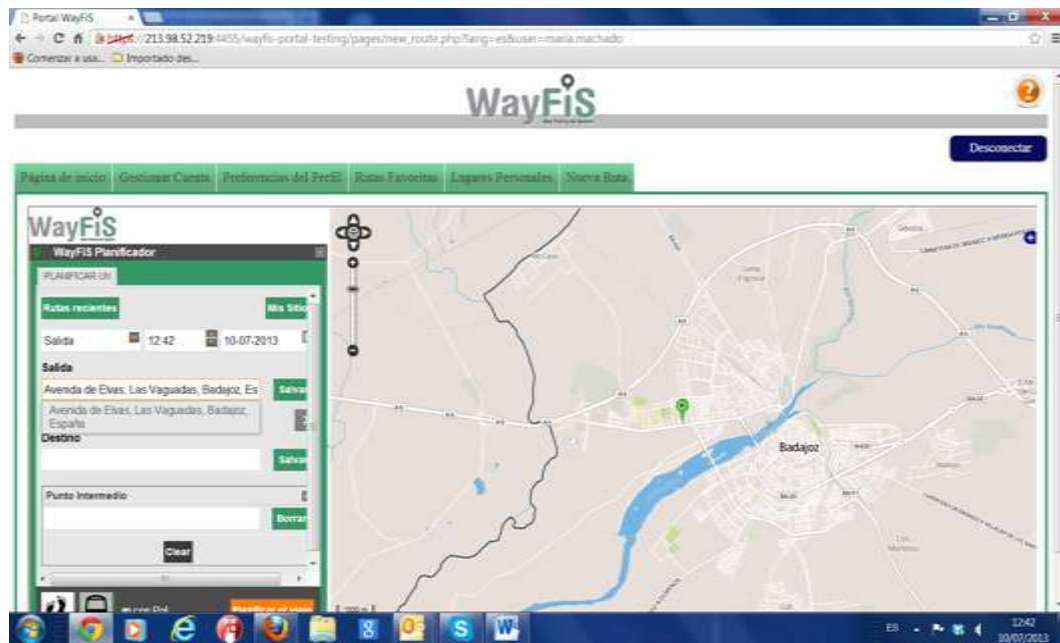 Portal WayFiS
https://213.98.52.219:4455/wayfis-portal-testing/pages/new_route.php?lang=es&user=maria.machado
Comenzar a usa... Importado des...
WayFiS
Desconectar
Página de inicio Gestionar Cuenta Preferencias del Perfil Rutas Favoritas Lugares Personales Nueva Ruta
WayFiS
WayFiS Planificador
PLANIFICAR UN
Rutas recientes Mis Sitio
Salida 12:42 10-07-2013
Salida
Avenida de Elvas, Las Vaguadas, Badajoz, Es Salvar
Avenida de Elvas, Las Vaguadas, Badajoz,
España
Destino
Salvar
Punto Intermedio
Borrar
Clear
Planificar el viaje
Badajoz
1000 m
ES 12:42
10/07/2013